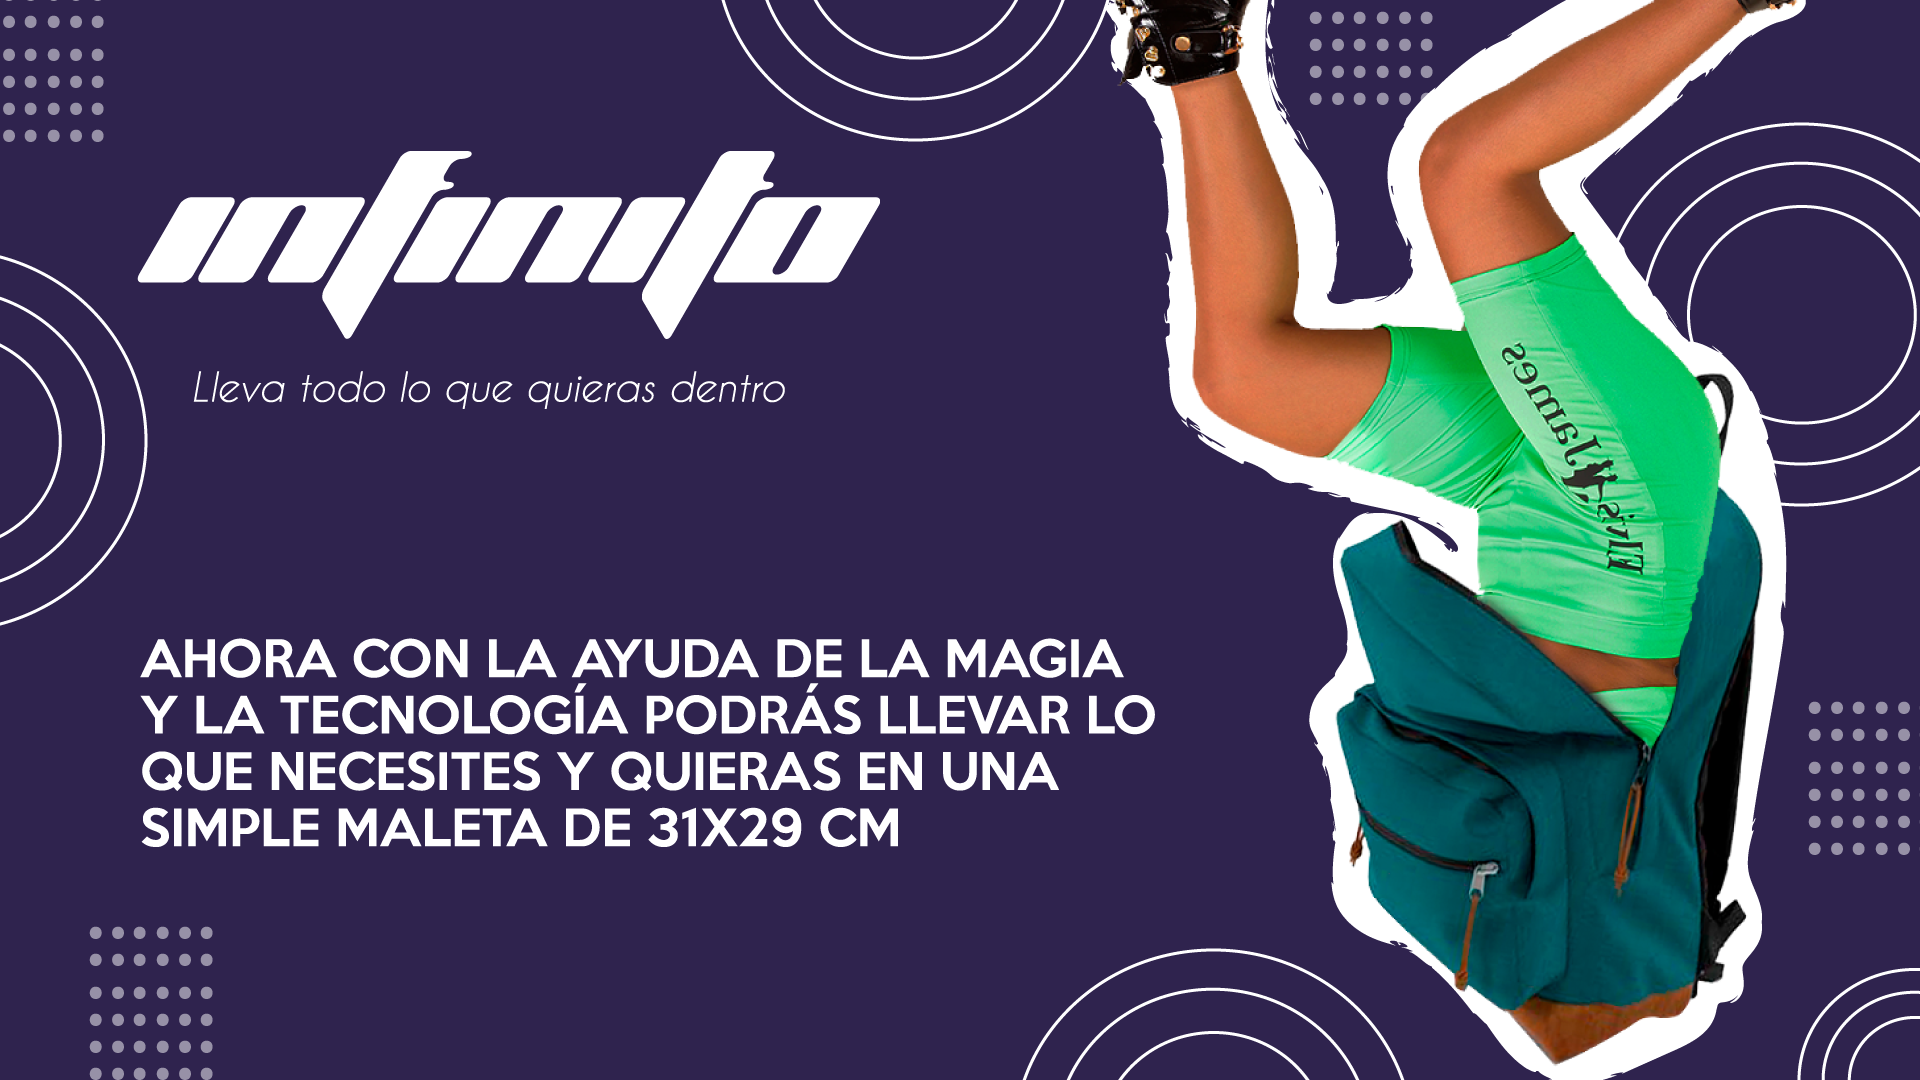 infinito
Lleva todo lo que quieras dentro
AHORA CON LA AYUDA DE LA MAGIA
Y LA TECNOLOGÍA PODRÁS LLEVAR LO
QUE NECESITES Y QUIERAS EN UNA
SIMPLE MALETA DE 31X29 CM